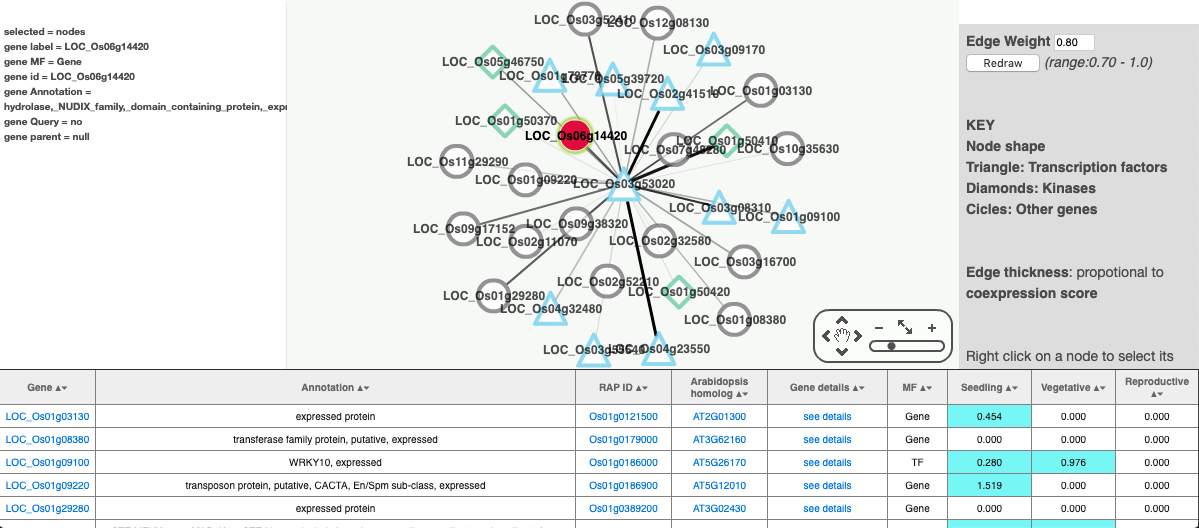 selected = nodes
gene label = LOC_Os06g14420
gene MF = Gene
gene id = LOC_Os06g14420
gene Annotation =
hydrolase,_NUDIX_family,_domain_containing_protein,_expr
gene Query = no
gene parent = null
LOC_Os03g52410
LOC_Os12g08130
LOC_Os03g09170
LOC_Os05g46750
LOC_Os05g39720
LOC_Os02g41510
LOC_Os01g03130
LOC_Os01g50370
LOC_Os06g14420
LOC_Os01g50410
LOC_Os07g48280
LOC_Os10g35630
LOC_Os11g29290
LOC_Os01g09220
LOC_Os03g53020
LOC_Os03g08310
LOC_Os01g09100
LOC_Os09g17152
LOC_Os09g38320
LOC_Os02g11070
LOC_Os02g32580
LOC_Os03g16700
LOC_Os02g52210
LOC_Os01g50420
LOC_Os01g29280
LOC_Os04g32480
LOC_Os01g08380
LOC_Os04g23550
Edge Weight 0.80
Redraw (range:0.70 - 1.0)
KEY
Node shape
Triangle: Transcription factors
Diamonds: Kinases
Cicles: Other genes
Edge thickness: propotional to
coexpression score
Right click on a node to select its
Gene Annotation RAP ID Arabidopsis homolog Gene details MF Seedling Vegetative Reproductive
LOC_Os01g03130 expressed protein Os01g0121500 AT2G01300 see details Gene 0.454 0.000 0.000
LOC_Os01g08380 transferase family protein, putative, expressed Os01g0179000 AT3G62160 see details Gene 0.000 0.000 0.000
LOC_Os01g09100 WRKY10, expressed Os01g0186000 AT5G26170 see details TF 0.280 0.976 0.000
LOC_Os01g09220 transposon protein, putative, CACTA, En/Spm sub-class, expressed Os01g0186900 AT5G12010 see details Gene 1.519 0.000 0.000
LOC_Os01g29280 expressed protein Os01g0389200 AT3G02430 see details Gene 0.000 0.000 0.000